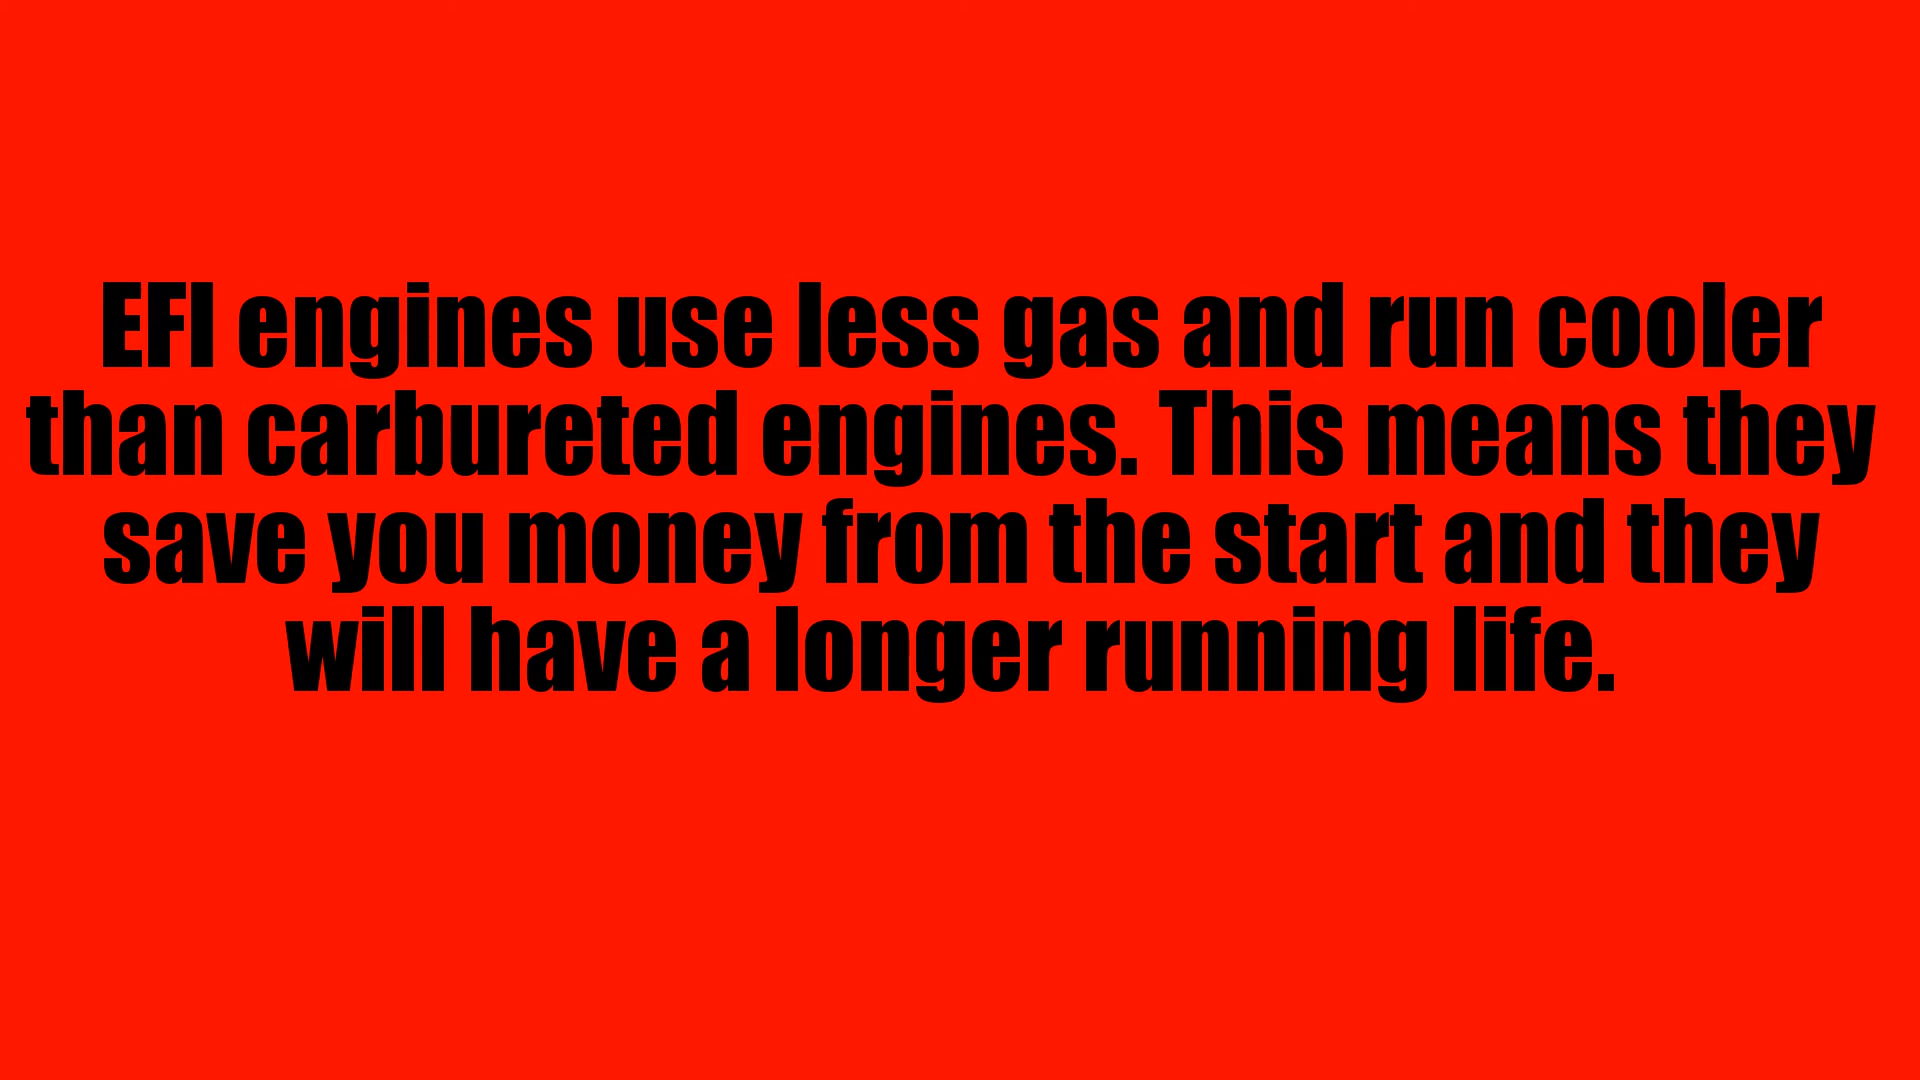 EFI engines use less gas and run cooler
than carbureted engines. This means they
save you money from the start and they
will have a longer running life.